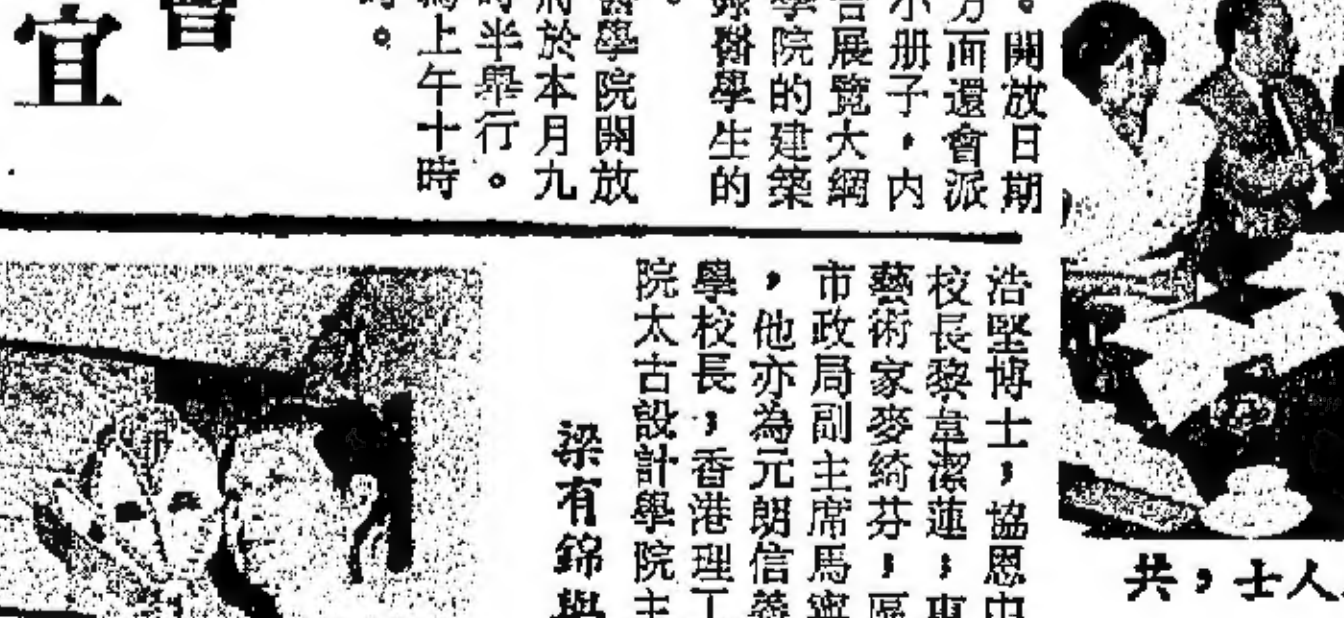 。開放日期
方面還會派
小册子，內
容展覽大綱
學院的建築
醫學生的
。
醫學院開放
將於本月九
時半舉行。
為上午十時
時。
會
宜
浩堅博士；協恩中
校長黎韋潔蓮；東
藝術家麥綺芬；區
市政局副主席馬
，他亦為元朗信義
學校長；香港理工
院太古設計學院主
梁有錦學
共，士人